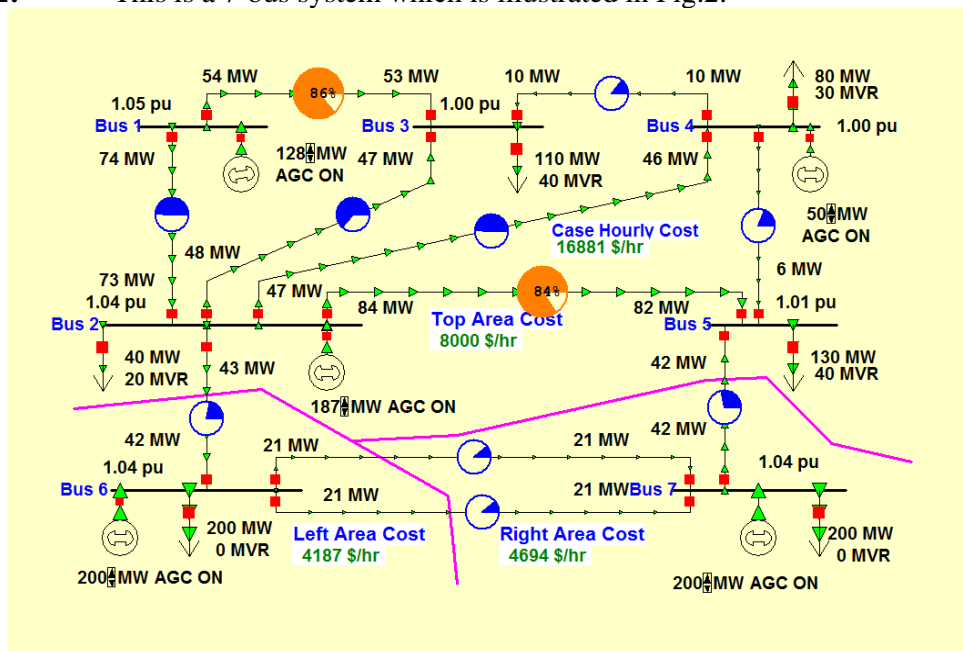 2. This is a 7-bus system which is illustrated in Fig.2.
54 MW
86%
53 MW
10 MW
10 MW
80 MW
30 MVR
1.05 pu
1.00 pu
Bus 1
Bus 3
Bus 4
1.00 pu
74 MW
128 MW
AGC ON
47 MW
110 MW
40 MVR
46 MW
50 MW
AGC ON
Case Hourly Cost
16881 $/hr
48 MW
6 MW
73 MW
47 MW
84%
1.04 pu
84 MW
82 MW
1.01 pu
Bus 2
Top Area Cost
8000 $/hr
Bus 5
40 MW
20 MVR
43 MW
42 MW
130 MW
40 MVR
187 MW AGC ON
42 MW
21 MW
21 MW
42 MW
1.04 pu
1.04 pu
Bus 6
21 MW
21 MW
Bus 7
200 MW
0 MVR
Left Area Cost
4187 $/hr
Right Area Cost
4694 $/hr
200 MW
0 MVR
200 MW AGC ON
200 MW AGC ON